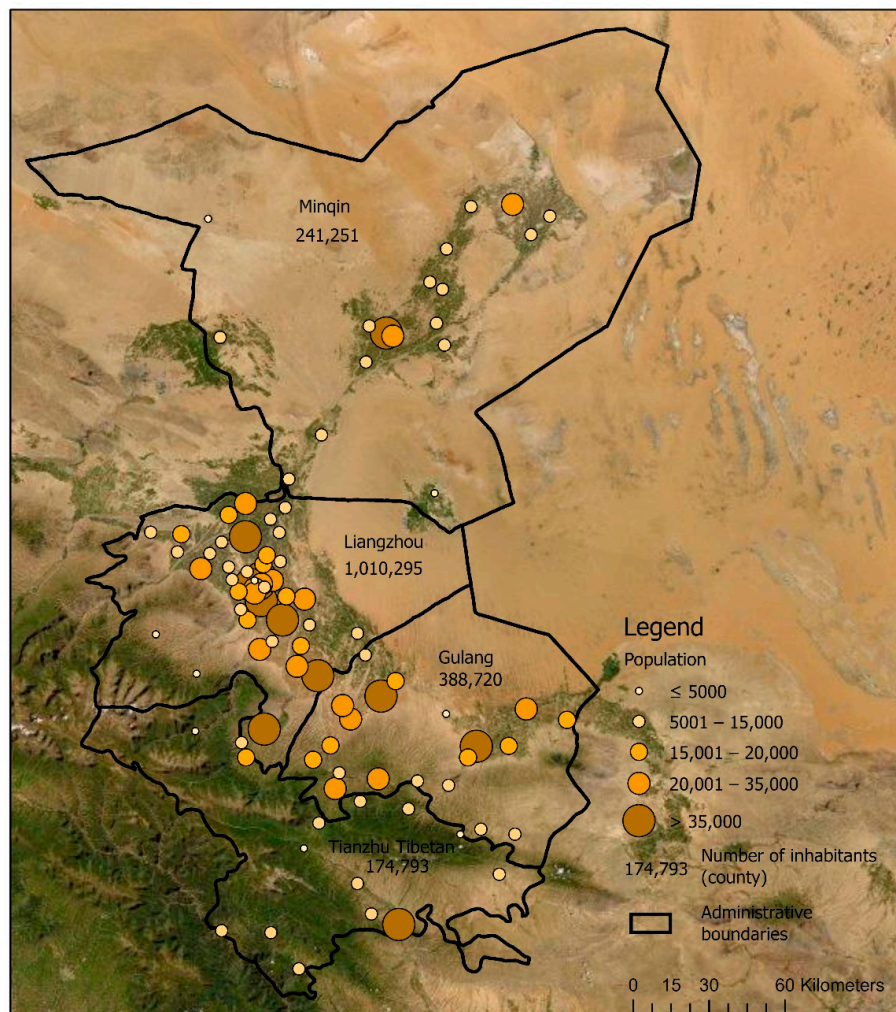 Minqin
241,251
Liangzhou
1,010,295
Gulang
388,720
Tianzhu Tibetan
174,793
Legend
Population
≤ 5000
5001 – 15,000
15,001 – 20,000
20,001 – 35,000
> 35,000
174,793 Number of inhabitants
(county)
Administrative
boundaries
0 15 30 60 Kilometers